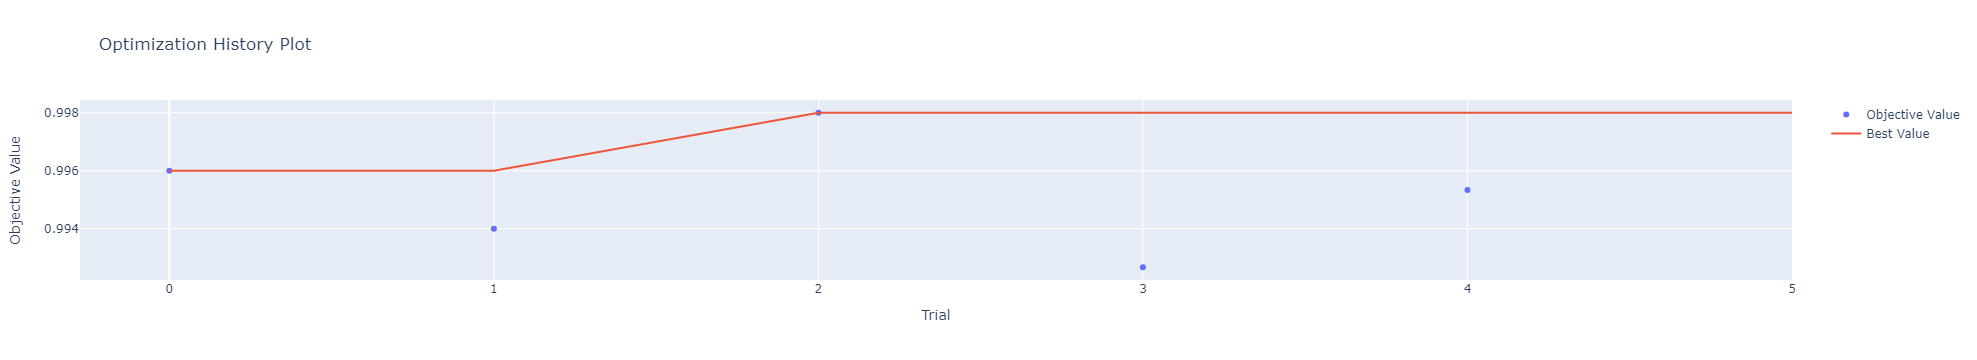 Optimization History Plot
0.998
0.996
0.994
Objective Value
0 1 2 3 4 5
Trial
Objective Value
Best Value